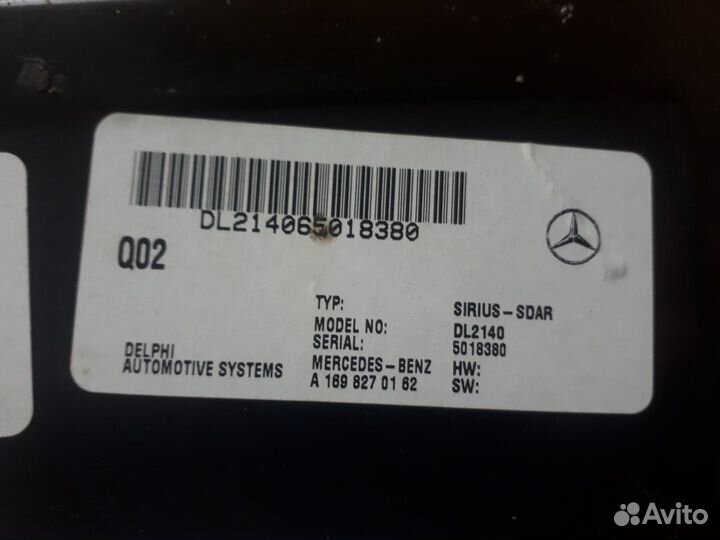 DL214065018380
Q02
TYP: SIRIUS-SDAR
MODEL NO: DL2140
SERIAL: 5018380
DELPHI
AUTOMOTIVE SYSTEMS
MERCEDES-BENZ HW:
A 169 827 01 62 SW:
Avito